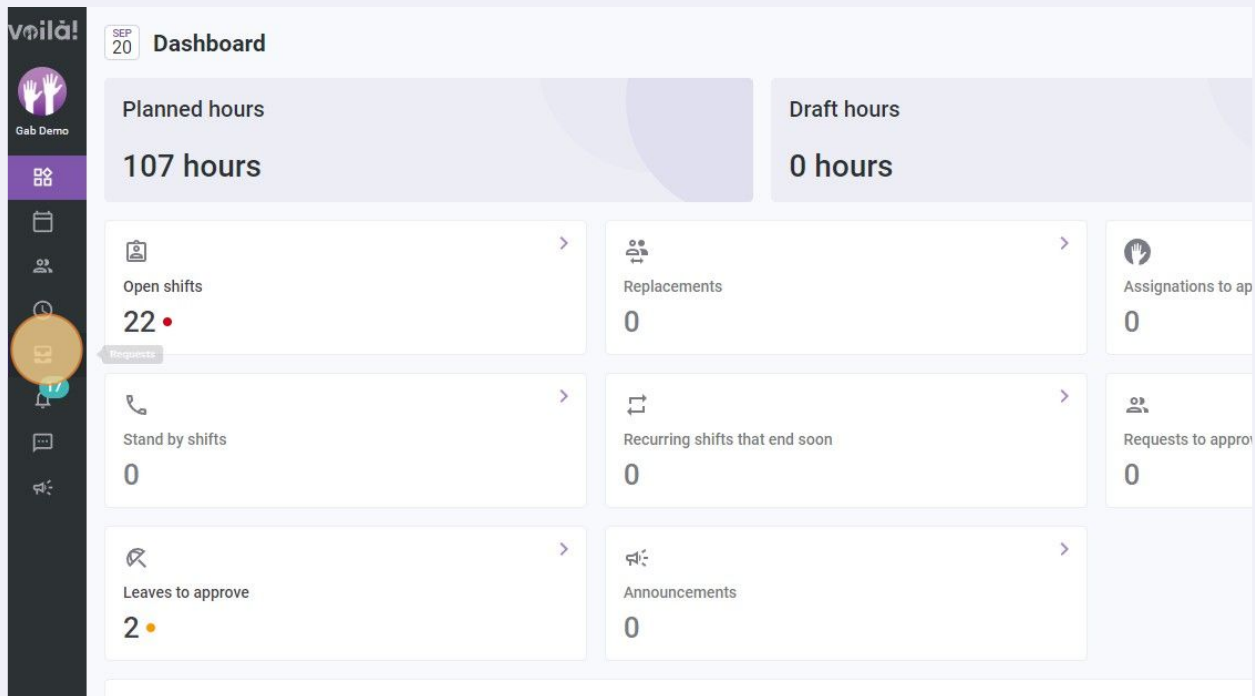 voilà!
SEP
20
Dashboard
Gab Demo
Planned hours
107 hours
Draft hours
0 hours
Open shifts
22
Replacements
0
Assignations to ap
0
Requests
17
Stand by shifts
0
Recurring shifts that end soon
0
Requests to approv
0
Leaves to approve
2
Announcements
0